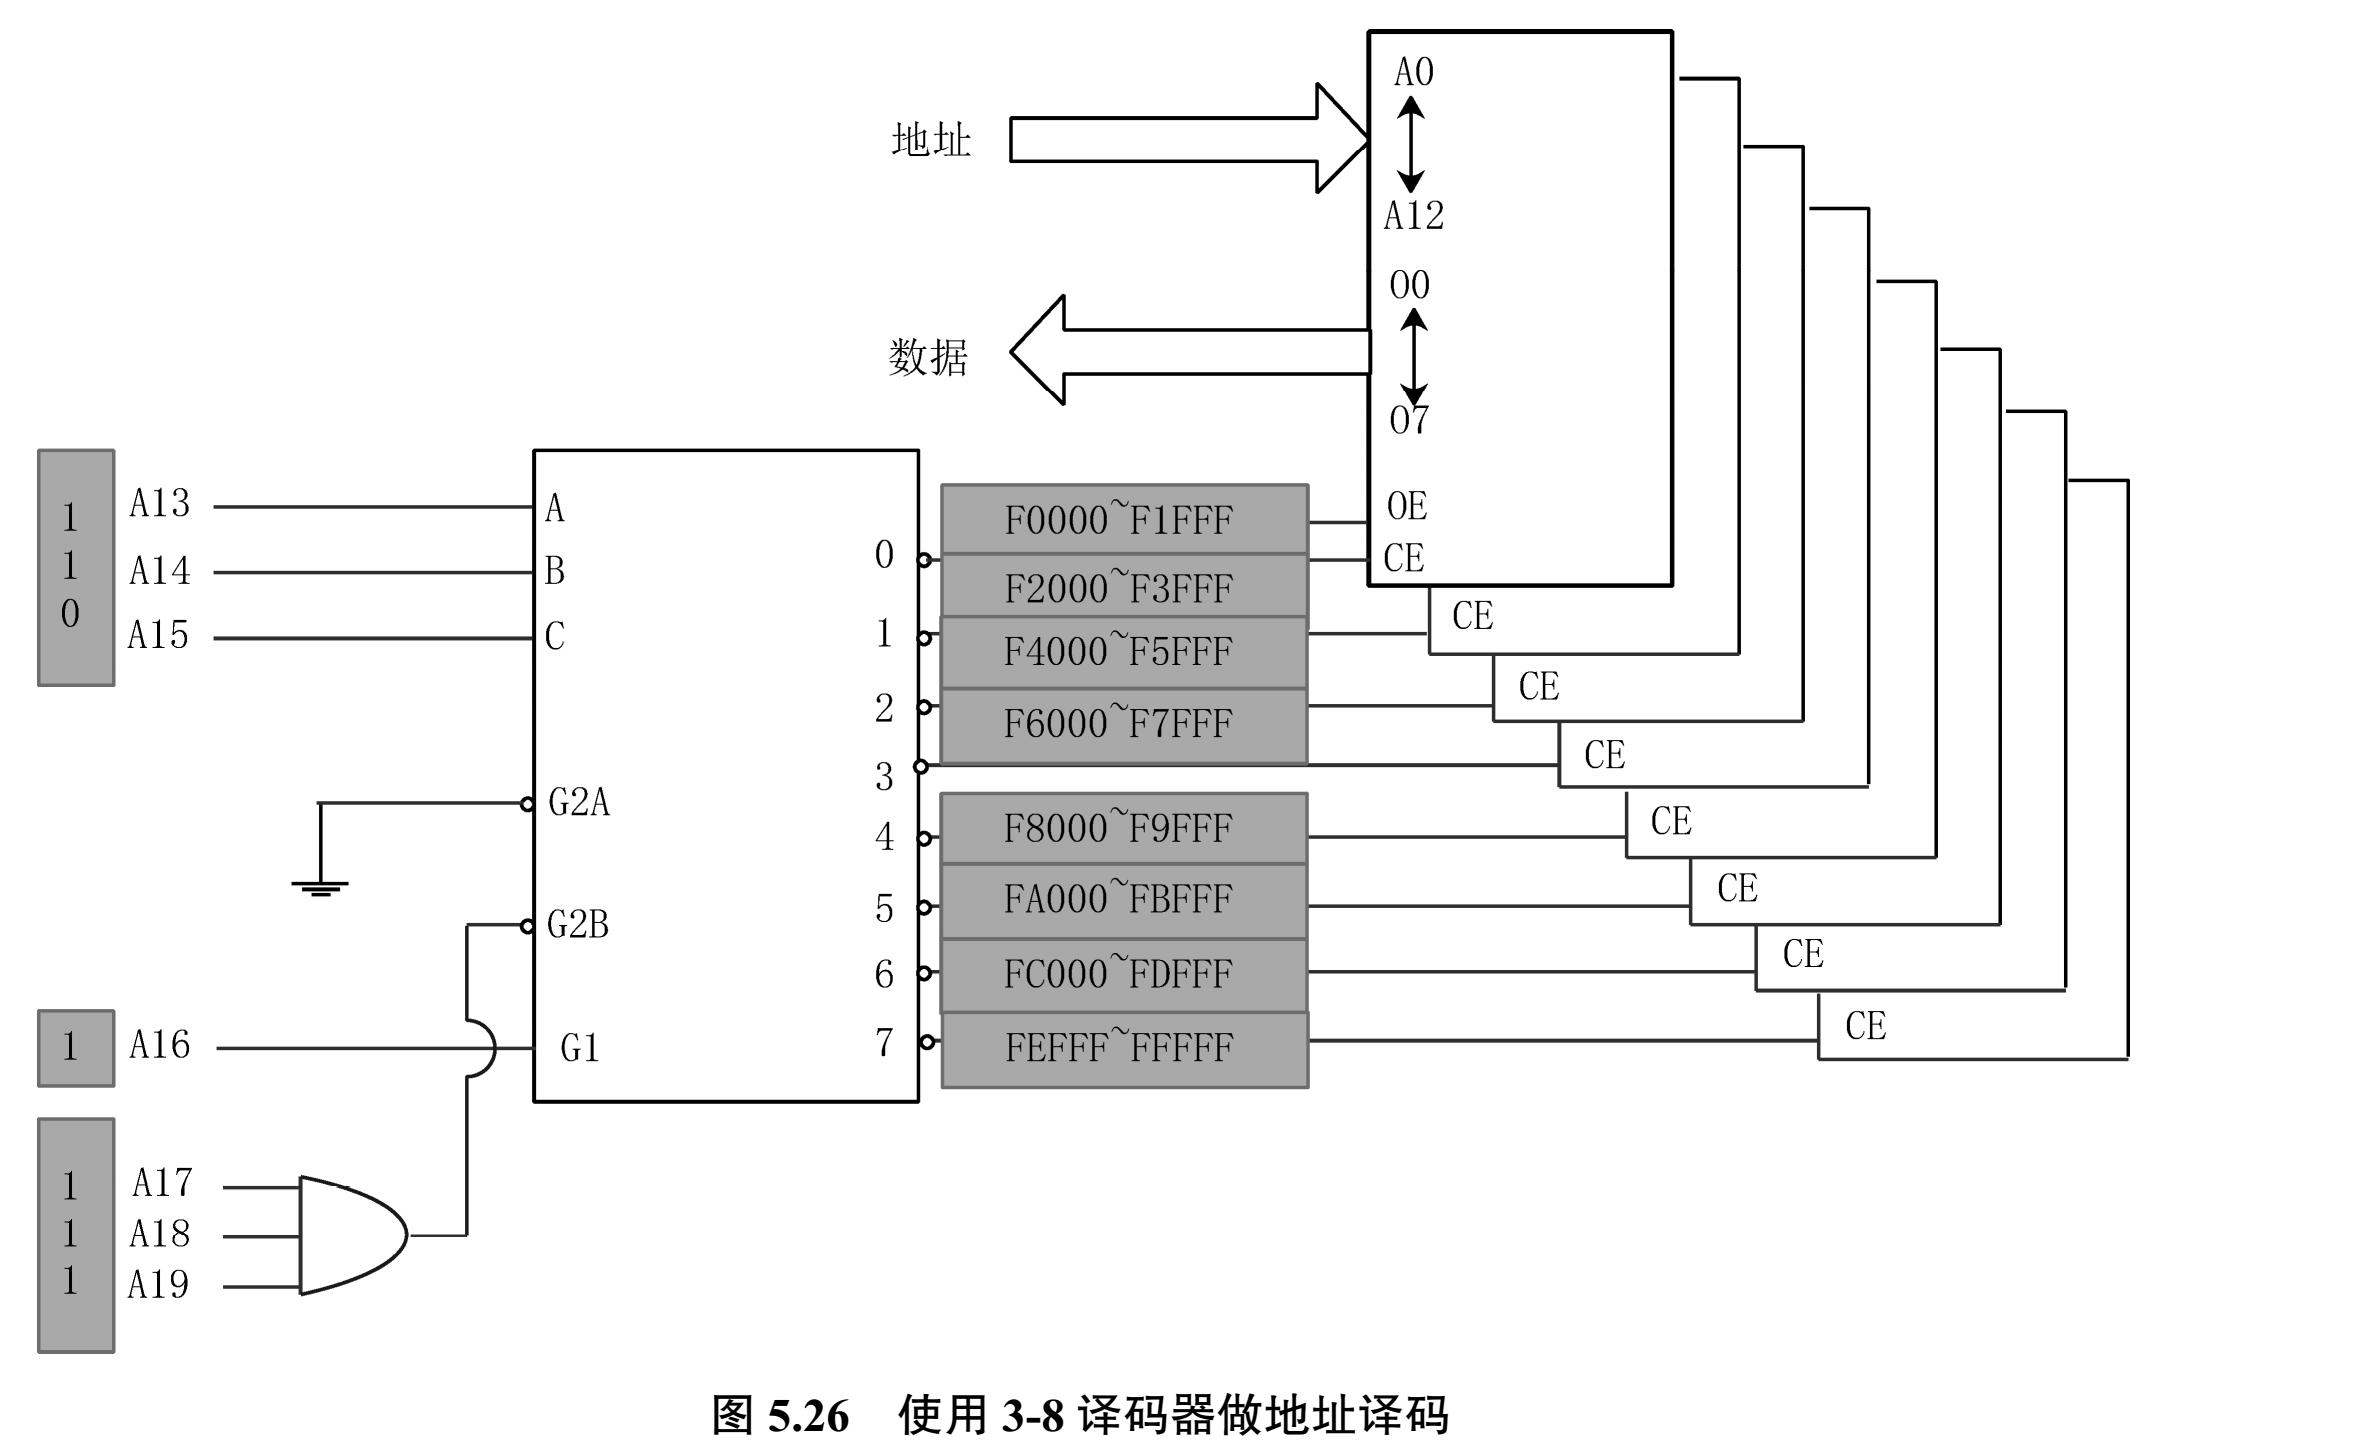 A0
地址
A12
O0
数据
O7
1
1
0
A13
A14
A15
A
B
C
G2A
G2B
G1
0
1
2
3
4
5
6
7
F0000~F1FFF
F2000~F3FFF
F4000~F5FFF
F6000~F7FFF
F8000~F9FFF
FA000~FBFFF
FC000~FDFFF
FEFFF~FFFFF
OE
CE
CE
CE
CE
CE
CE
CE
CE
1
A16
1
1
1
A17
A18
A19
图 5.26 使用 3-8 译码器做地址译码